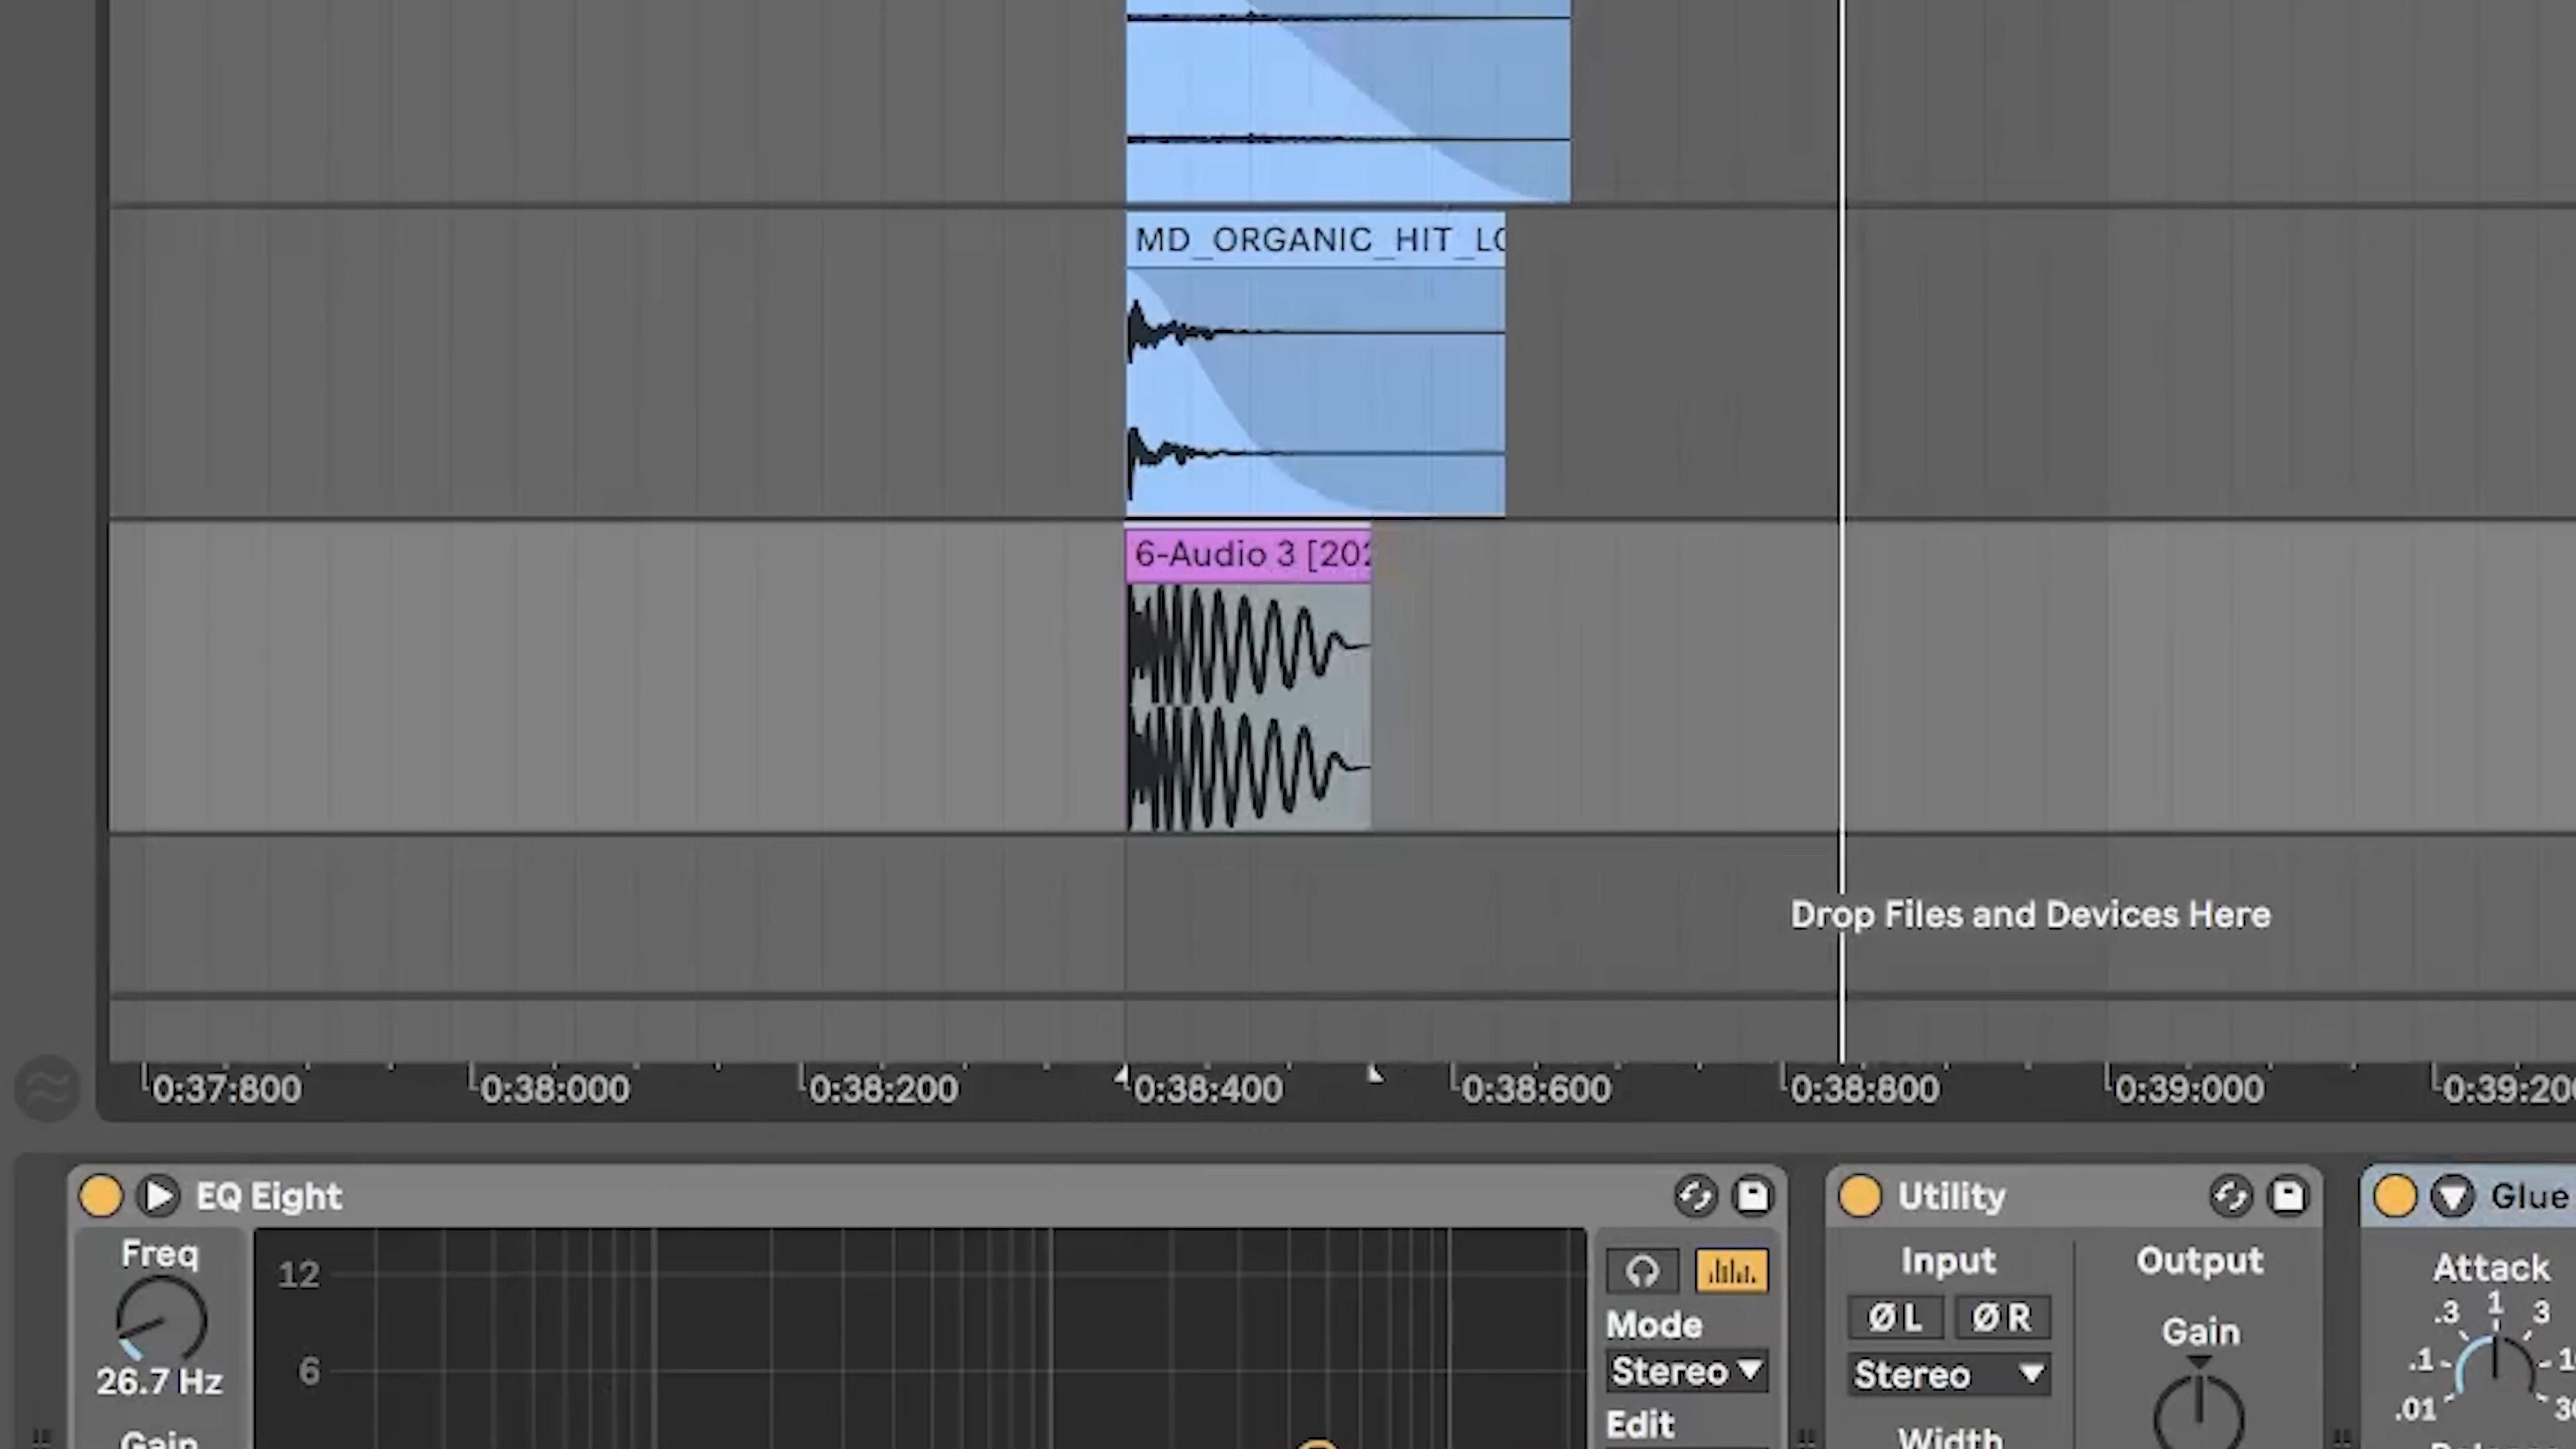 MD_ORGANIC_HIT_LO
6-Audio 3 [202
Drop Files and Devices Here
0:37:800 0:38:000 0:38:200 0:38:400 0:38:600 0:38:800 0:39:000 0:39:200
EQ Eight
Utility
Glue
Freq
26.7 Hz
Gain
12
6
Mode
Stereo
Edit
Input
Output
Ø L
Ø R
Stereo
Gain
Width
Attack
.01
.1
.3
1
3
10
30